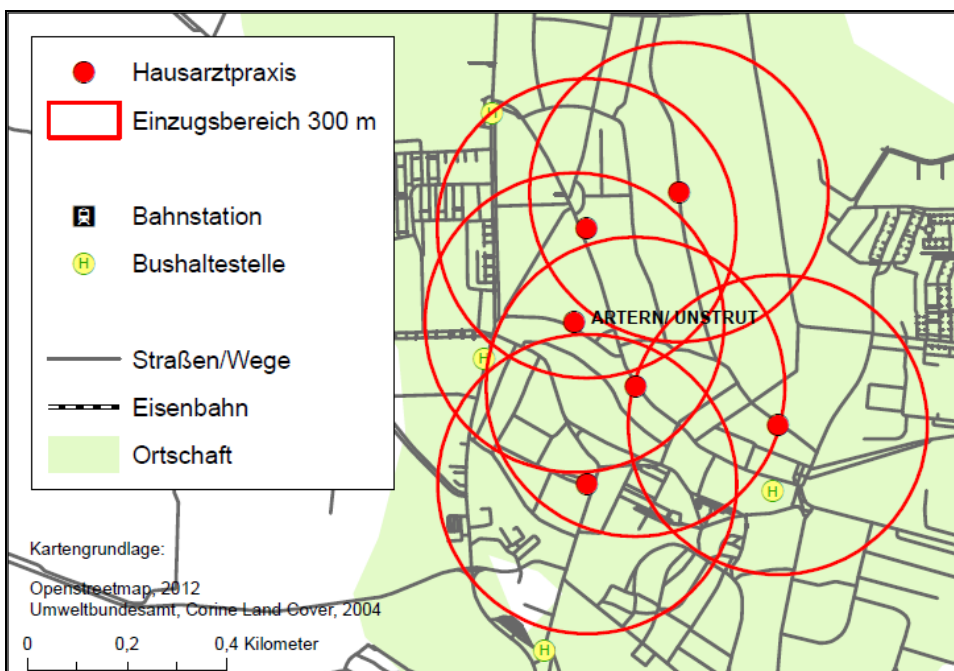 Hausarztpraxis
Einzugsbereich 300 m
Bahnstation
H Bushaltestelle
Straßen/Wege
Eisenbahn
Ortschaft
Kartengrundlage:
Openstreetmap, 2012
Umweltbundesamt, Corine Land Cover, 2004
0 0,2 0,4 Kilometer
H
ARTERN/ UNSTRUT
H
H
H